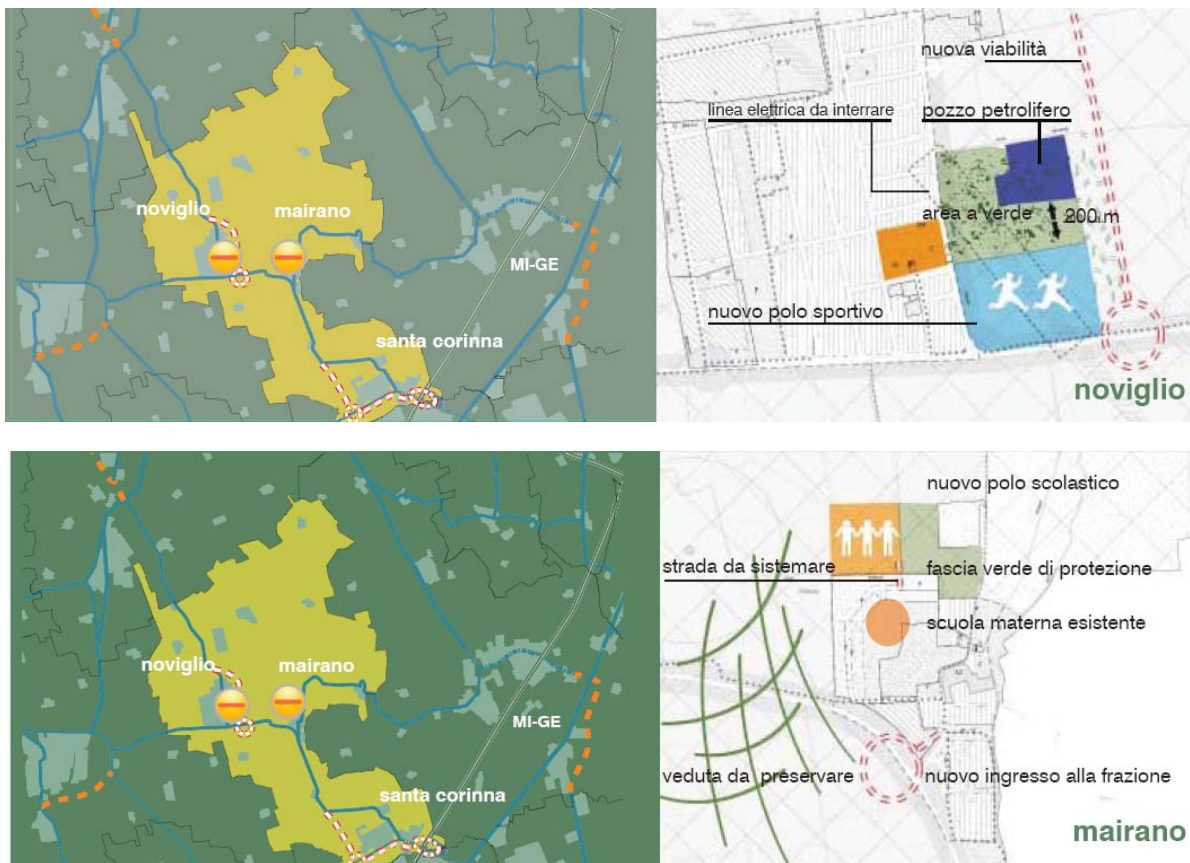 noviglio
mairano
MI-GE
santa corinna
nuova viabilità
linea elettrica da interrare
pozzo petrolifero
area a verde
200 m
nuovo polo sportivo
noviglio
noviglio
mairano
MI-GE
santa corinna
nuovo polo scolastico
strada da sistemare
fascia verde di protezione
scuola materna esistente
veduta da preservare
nuovo ingresso alla frazione
mairano